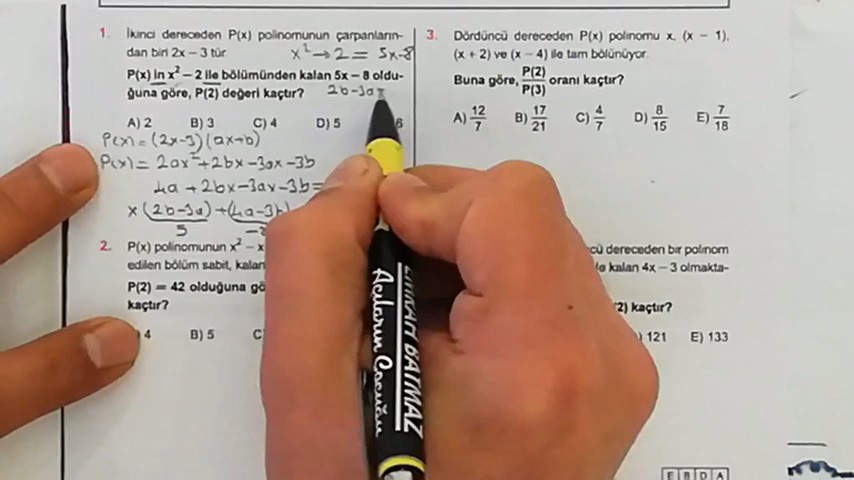 1. İkinci dereceden P(x) polinomunun çarpanların-
dan biri 2x – 3 tür.
x² → 2 = 5x-8
P(x) in x² – 2 ile bölümünden kalan 5x – 8 oldu-
ğuna göre, P(2) değeri kaçtır?
2b-3a=
A) 2 B) 3 C) 4 D) 5
P(x) = (2x-3)(ax+b)
P(x) = 2ax²+2bx-3ax-3b
4a+2bx-3ax-3b=
x(2b-3a)+(4a-3b)
5
2. P(x) polinomunun x² – x
edilen bölüm sabit, kalan
P(2) = 42 olduğuna gö
kaçtır?
4 B) 5 C
3. Dördüncü dereceden P(x) polinomu x, (x – 1),
(x + 2) ve (x – 4) ile tam bölünüyor.
Buna göre, P(2)/P(3) oranı kaçtır?
A) 12/7 B) 17/21 C) 4/7 D) 8/15 E) 7/18
cü dereceden bir polinom
kalan 4x – 3 olmakta-
(2) kaçtır?
) 121 E) 133
E B D A
EMRAH BATMAZ
Açıların Çocuğu